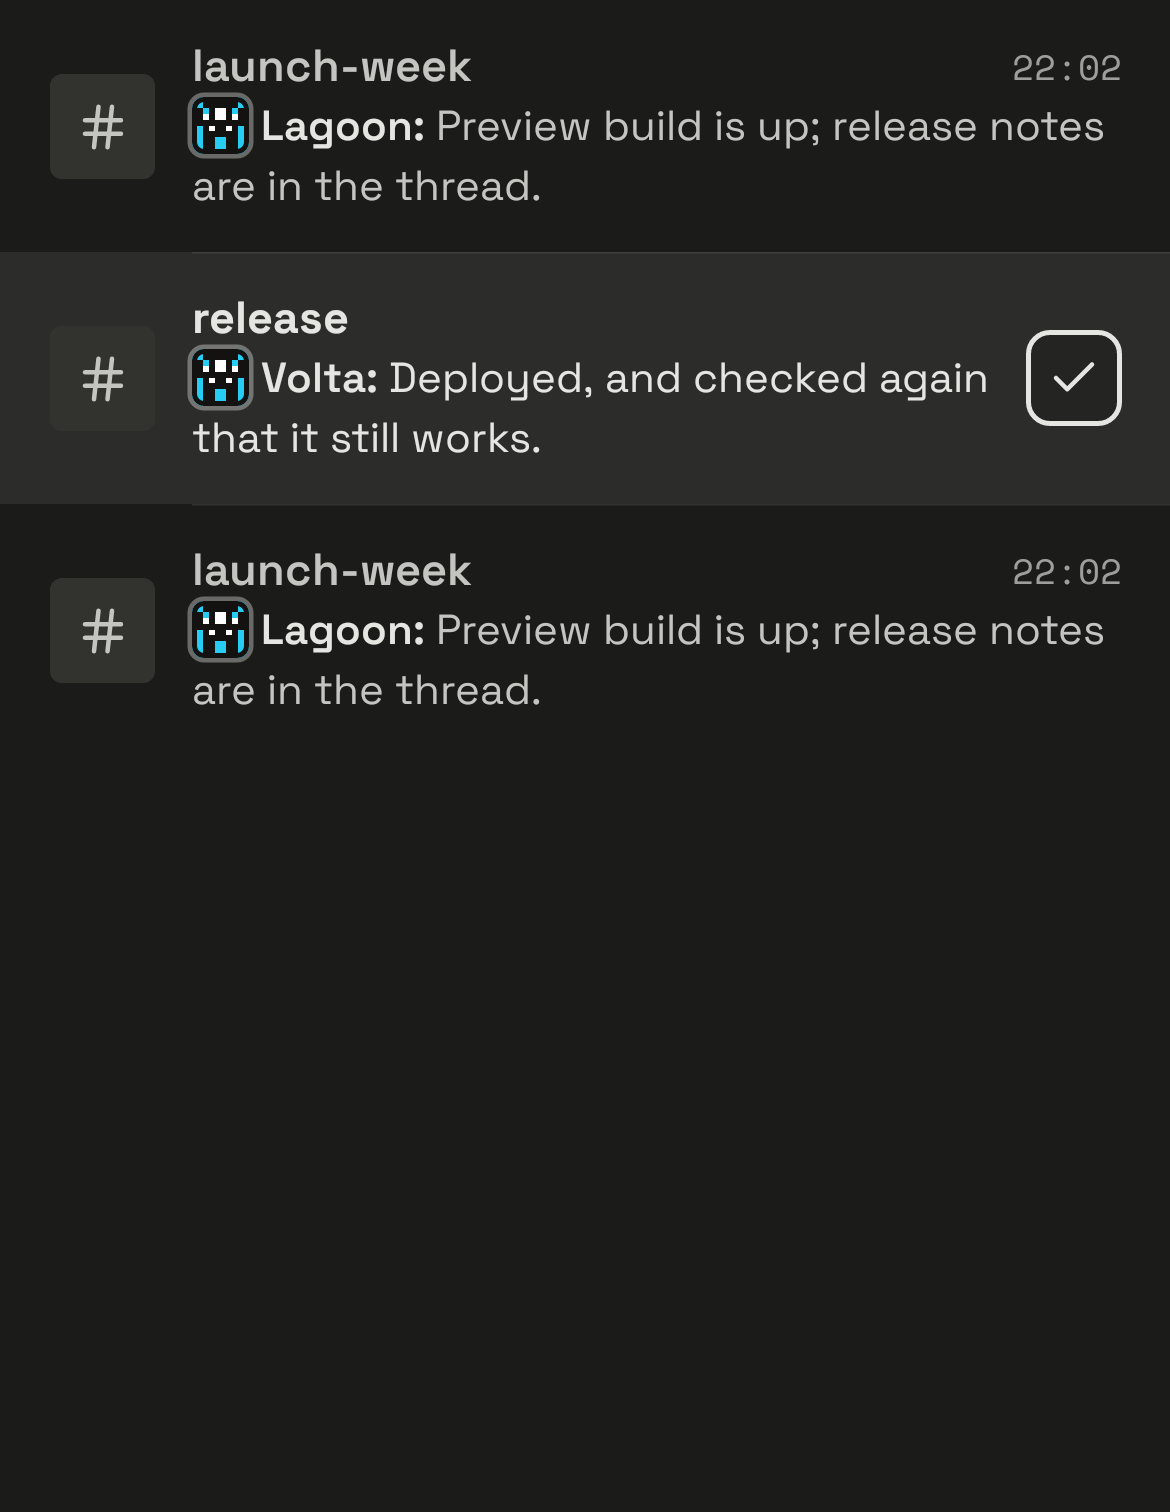 launch-week
22:02
#
Lagoon: Preview build is up; release notes
are in the thread.
release
#
Volta: Deployed, and checked again
that it still works.
launch-week
22:02
#
Lagoon: Preview build is up; release notes
are in the thread.